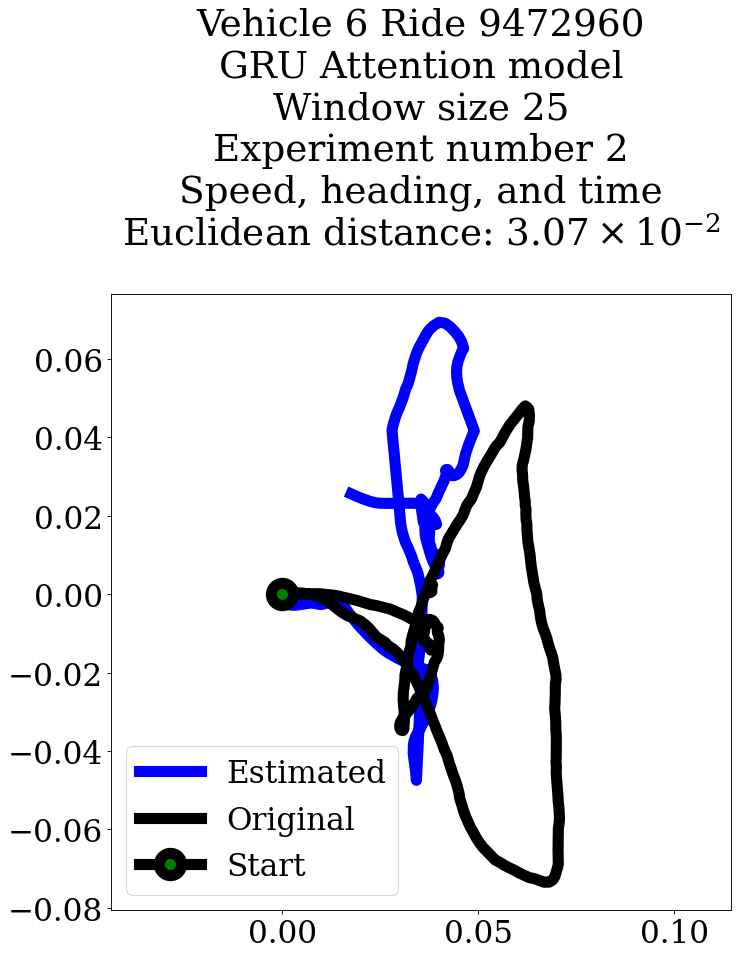 Vehicle 6 Ride 9472960
GRU Attention model
Window size 25
Experiment number 2
Speed, heading, and time
Euclidean distance: 3.07 × 10⁻²
0.06
0.04
0.02
0.00
−0.02
−0.04
−0.06
−0.08
Estimated
Original
Start
0.00 0.05 0.10